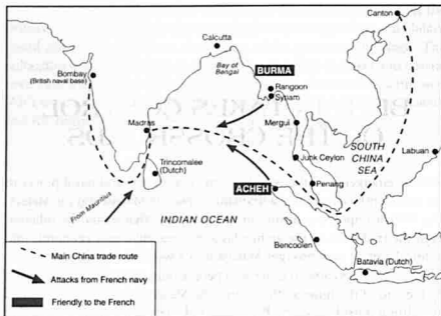 Canton
Calcutta
Bay of
Bengal
BURMA
Bombay
(British naval base)
Rangoon
Syriam
Madras
Mergui
SOUTH
CHINA
SEA
Labuan
Trincomalee
(Dutch)
Junk Ceylon
ACHEH
Penang
From Mauritius
INDIAN OCEAN
Bencoolen
Batavia (Dutch)
Main China trade route
Attacks from French navy
Friendly to the French